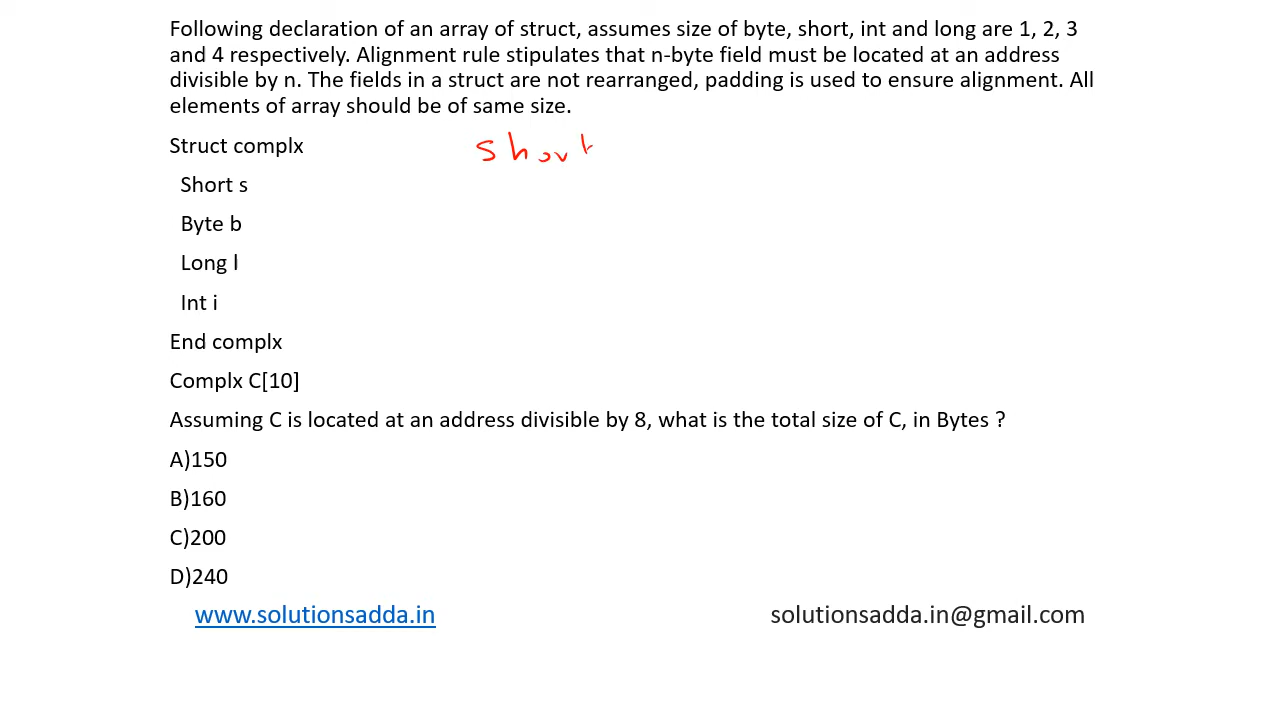 Following declaration of an array of struct, assumes size of byte, short, int and long are 1, 2, 3
and 4 respectively. Alignment rule stipulates that n-byte field must be located at an address
divisible by n. The fields in a struct are not rearranged, padding is used to ensure alignment. All
elements of array should be of same size.
Struct complx
short
Short s
Byte b
Long l
Int i
End complx
Complx C[10]
Assuming C is located at an address divisible by 8, what is the total size of C, in Bytes ?
A)150
B)160
C)200
D)240
www.solutionsadda.in
solutionsadda.in@gmail.com